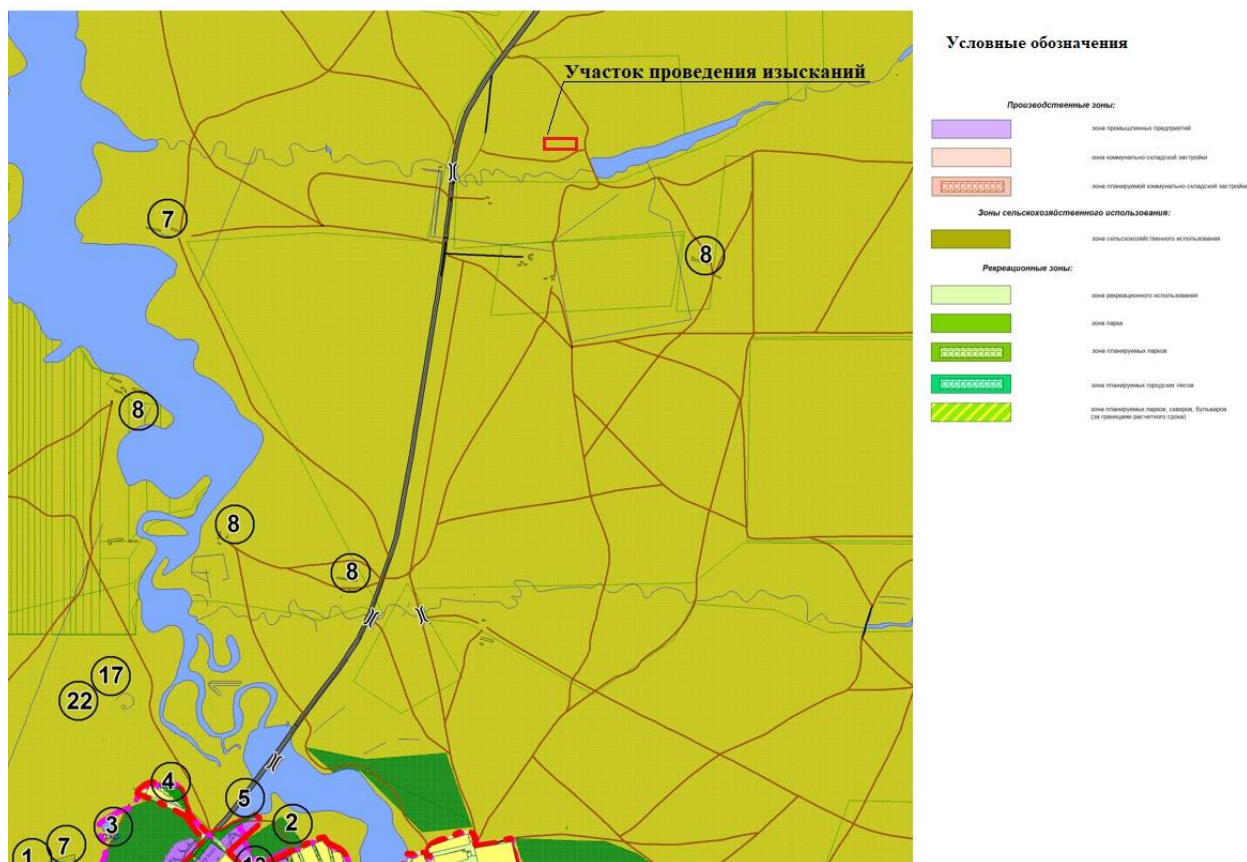 Условные обозначения
Участок проведения изысканий
Производственные зоны:
зона промышленных предприятий
зона коммунально-складской застройки
зона планируемой коммунально-складской застройки
Зоны сельскохозяйственного использования:
зона сельскохозяйственного использования
Рекреационные зоны:
зона рекреационного использования
зона парка
зона планируемых парков
зона планируемых городских лесов
зона планируемых парков, скверов, бульваров
(за границами расчетного срока)
7
8
8
8
8
17
22
4
5
3
2
7
1